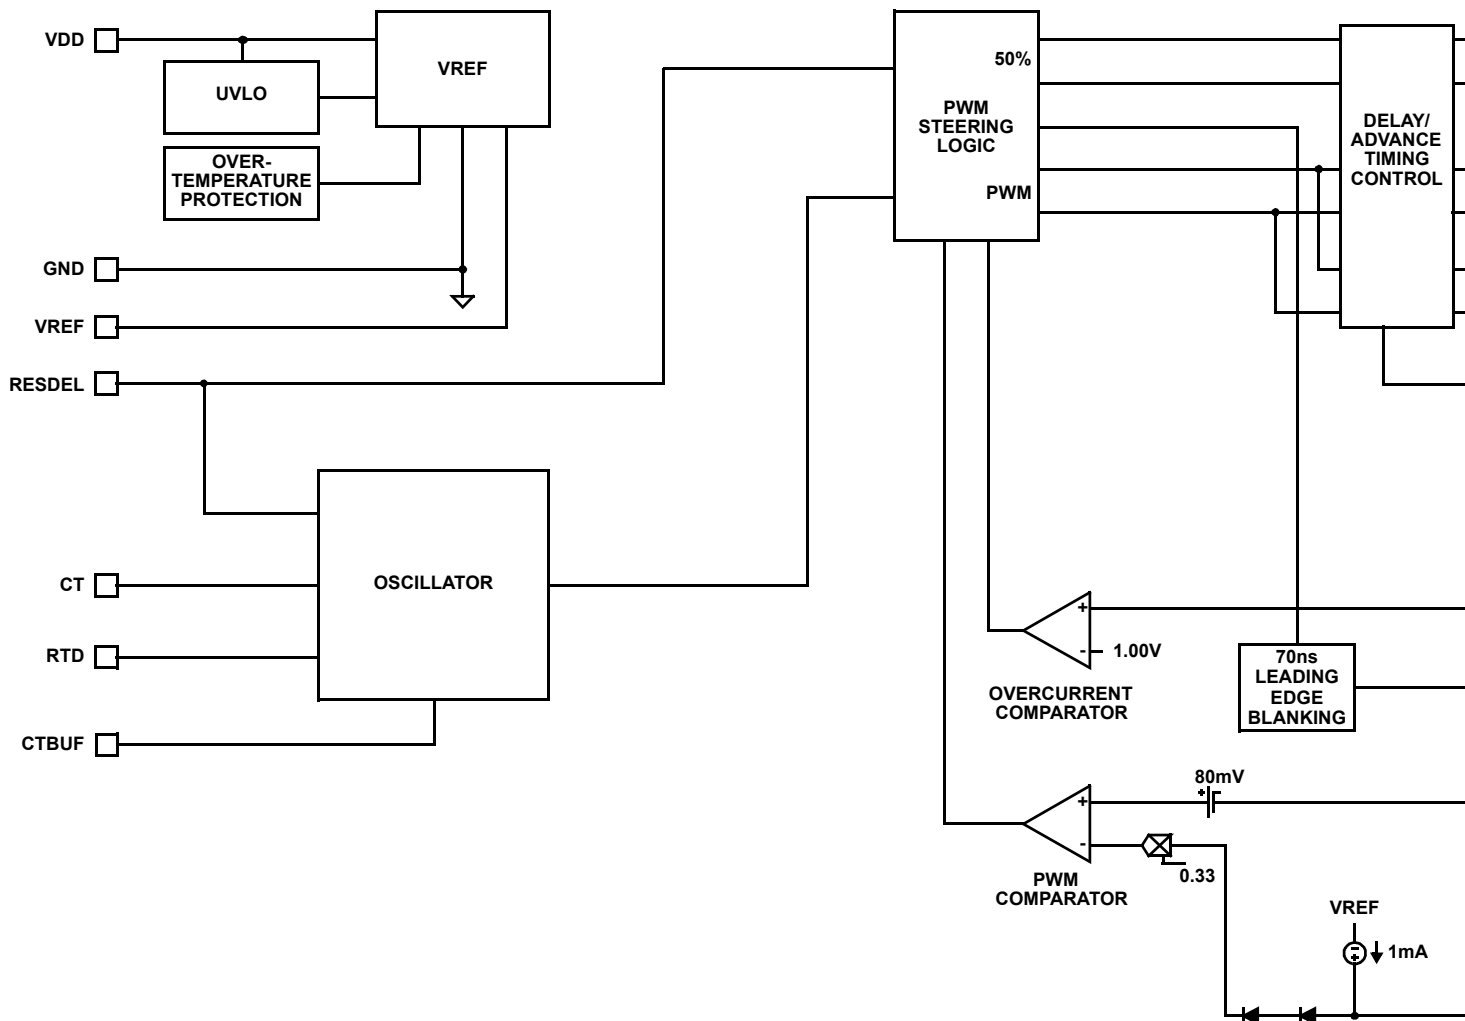 VDD
UVLO
VREF
OVER-
TEMPERATURE
PROTECTION
GND
VREF
RESDEL
OSCILLATOR
CT
RTD
CTBUF
50%
PWM
STEERING
LOGIC
PWM
DELAY/
ADVANCE
TIMING
CONTROL
+
- 1.00V
OVERCURRENT
COMPARATOR
70ns
LEADING
EDGE
BLANKING
80mV
+
+
-
0.33
PWM
COMPARATOR
VREF
-
+
1mA